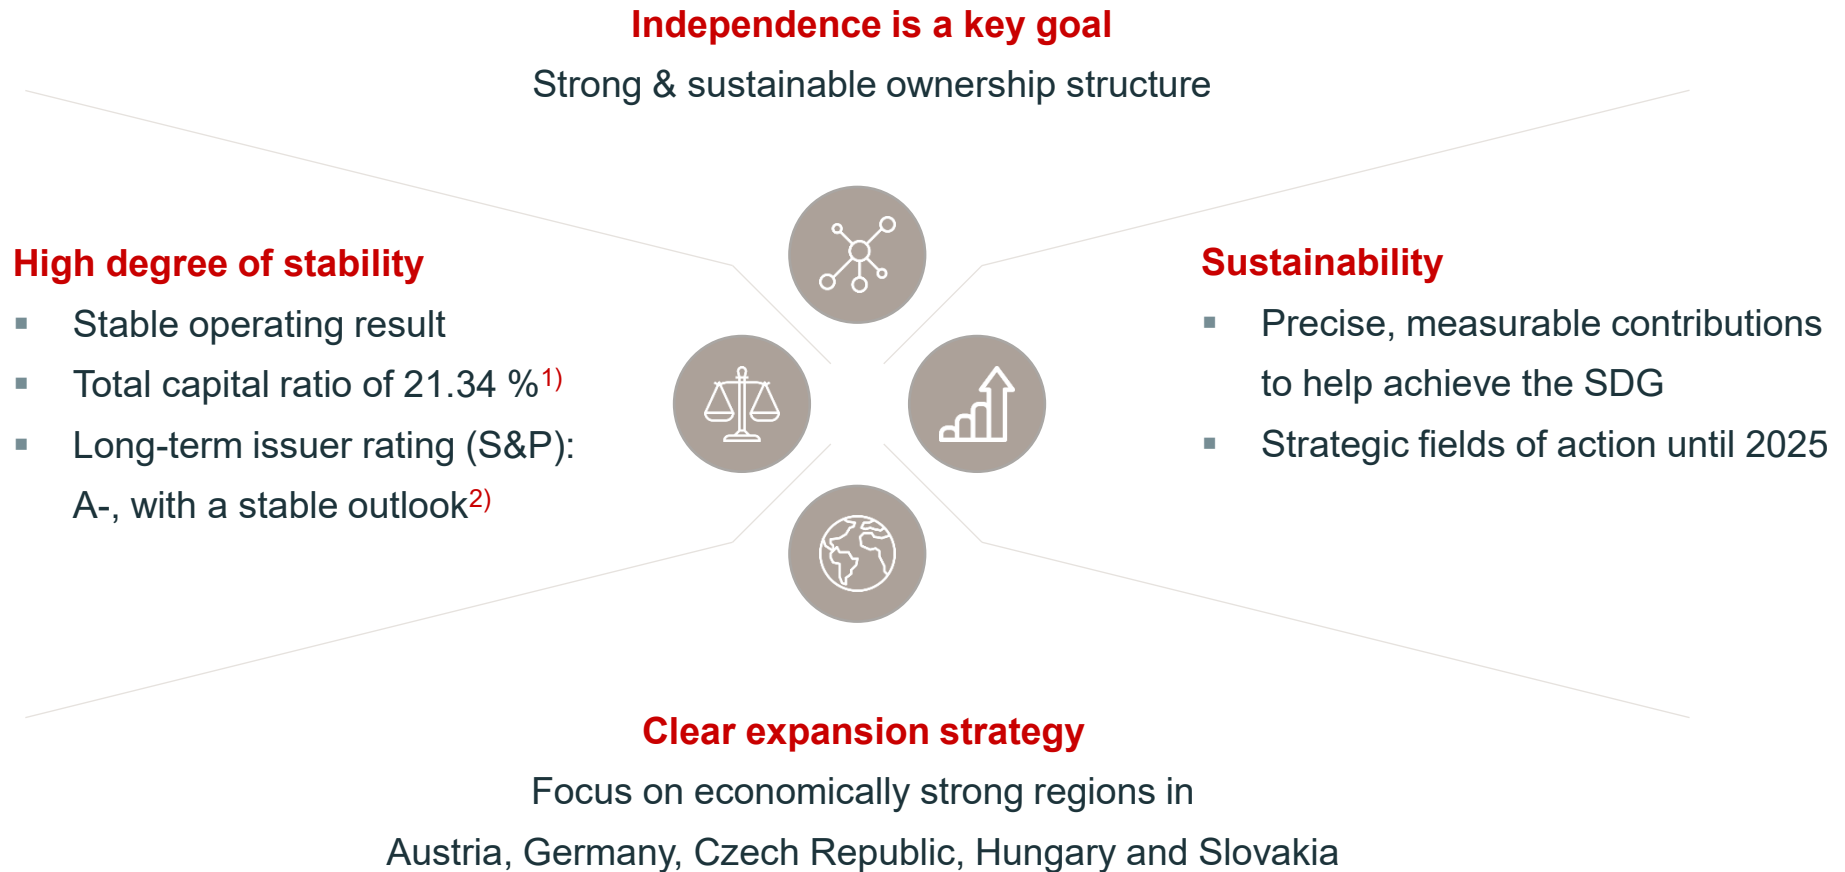 Independence is a key goal
Strong & sustainable ownership structure
High degree of stability
▪ Stable operating result
▪ Total capital ratio of 21.34 %1)
▪ Long-term issuer rating (S&P):
A-, with a stable outlook2)
Sustainability
▪ Precise, measurable contributions
to help achieve the SDG
▪ Strategic fields of action until 2025
Clear expansion strategy
Focus on economically strong regions in
Austria, Germany, Czech Republic, Hungary and Slovakia